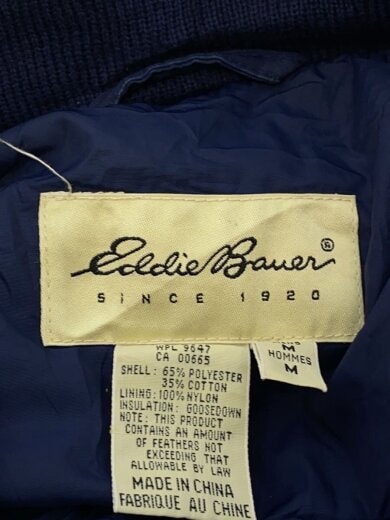 Eddie Bauer®
SINCE 1920
WPL 9647
CA 00665
SHELL: 65% POLYESTER
35% COTTON
LINING: 100% NYLON
INSULATION: GOOSEDOWN
NOTE: THIS PRODUCT
CONTAINS AN AMOUNT
OF FEATHERS NOT
EXCEEDING THAT
ALLOWABLE BY LAW
MADE IN CHINA
FABRIQUE AU CHINE
M
HOMMES
M